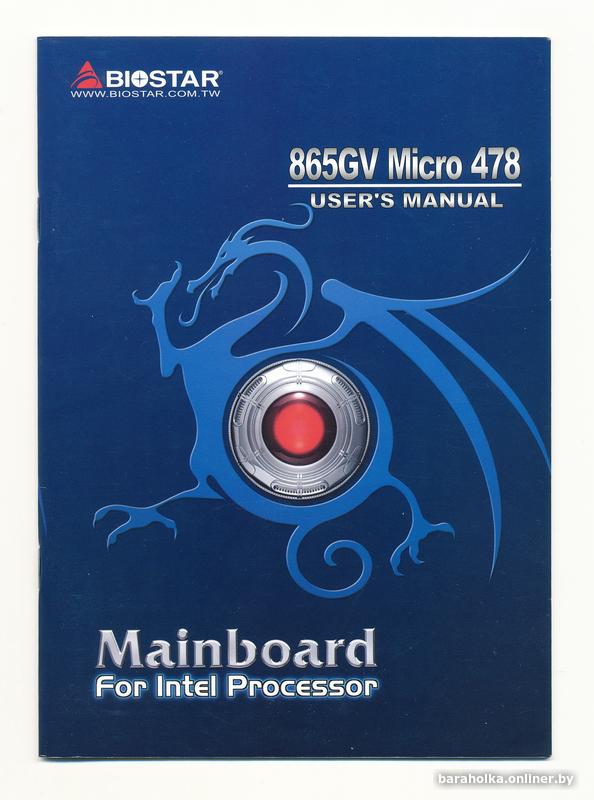 BIOSTAR®
WWW.BIOSTAR.COM.TW
865GV Micro 478
USER'S MANUAL
Mainboard
For Intel Processor
baraholka.onliner.by